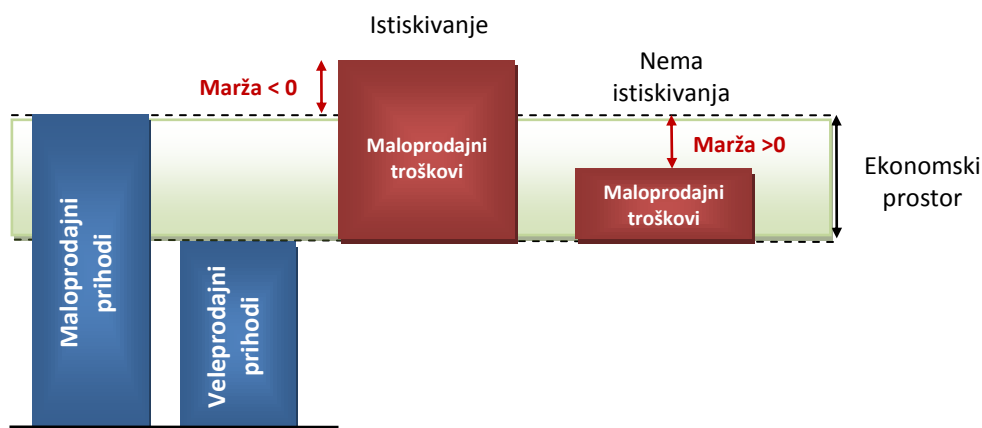 Istiskivanje
Nema
istiskivanja
Marža < 0
Marža >0
Maloprodajni
troškovi
Maloprodajni
troškovi
Ekonomski
prostor
Maloprodajni
prihodi
Veleprodajni
prihodi